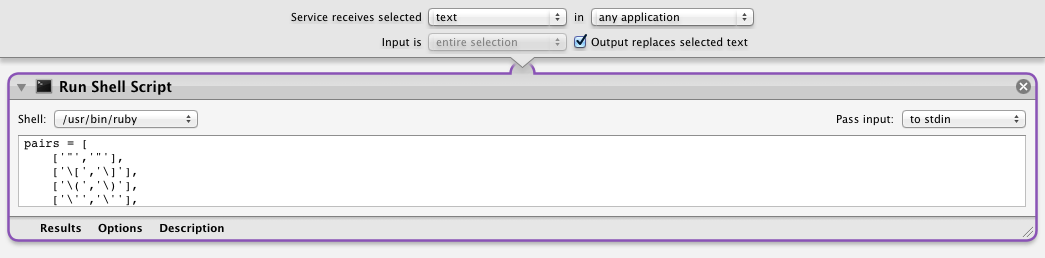 Service receives selected text in any application
Input is entire selection Output replaces selected text
Run Shell Script
Shell: /usr/bin/ruby Pass input: to stdin
pairs = [
    ['"','"'],
    ['\[','\]'],
    ['\(','\)'],
    ['\'','\''],
Results Options Description